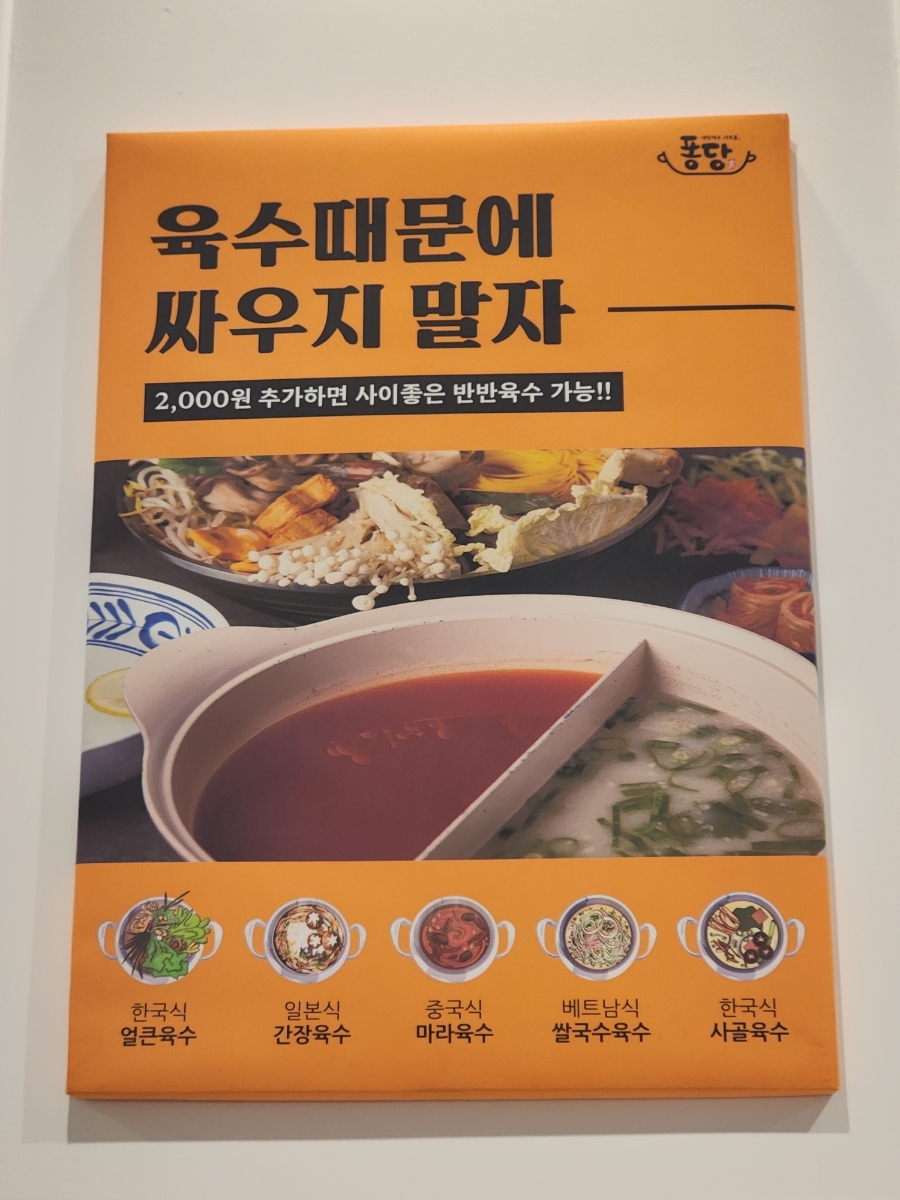 퐁당
육수때문에
싸우지 말자
2,000원 추가하면 사이좋은 반반육수 가능!!
한국식
얼큰육수
일본식
간장육수
중국식
마라육수
베트남식
쌀국수육수
한국식
사골육수